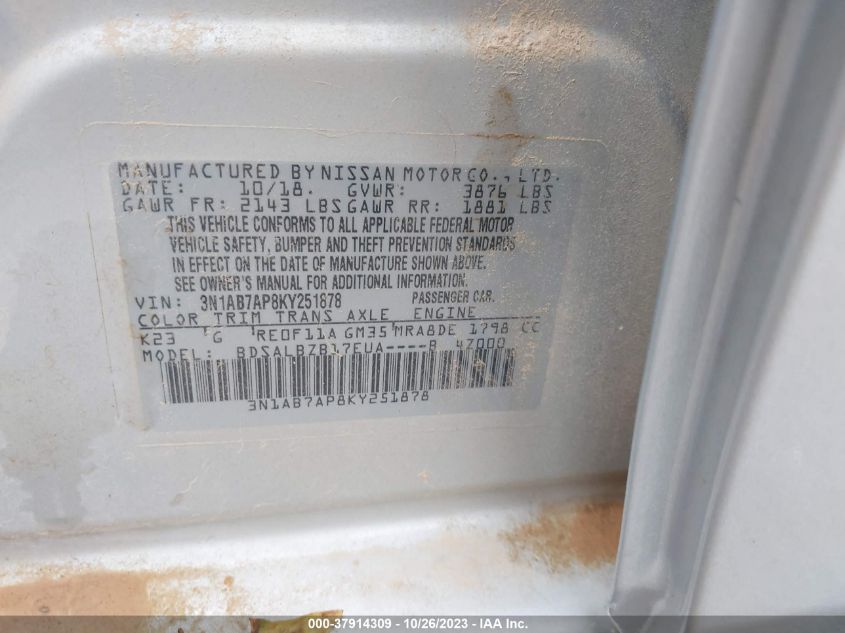 MANUFACTURED BY NISSAN MOTOR CO., LTD.
DATE: 10/18. GVWR: 3876 LBS
GAWR FR: 2143 LBS GAWR RR: 1881 LBS
THIS VEHICLE CONFORMS TO ALL APPLICABLE FEDERAL MOTOR
VEHICLE SAFETY, BUMPER AND THEFT PREVENTION STANDARDS
IN EFFECT ON THE DATE OF MANUFACTURE SHOWN ABOVE.
SEE OWNER'S MANUAL FOR ADDITIONAL INFORMATION.
VIN: 3N1AB7AP8KY251878 PASSENGER CAR.
COLOR TRIM TRANS AXLE ENGINE
K23 G RE0F11A GM35 MRA8DE 1798 CC
MODEL: BDSALBZB17EUA----R 4Z000
3N1AB7AP8KY251878
000-37914309 | 10/26/2023 - IAA Inc.